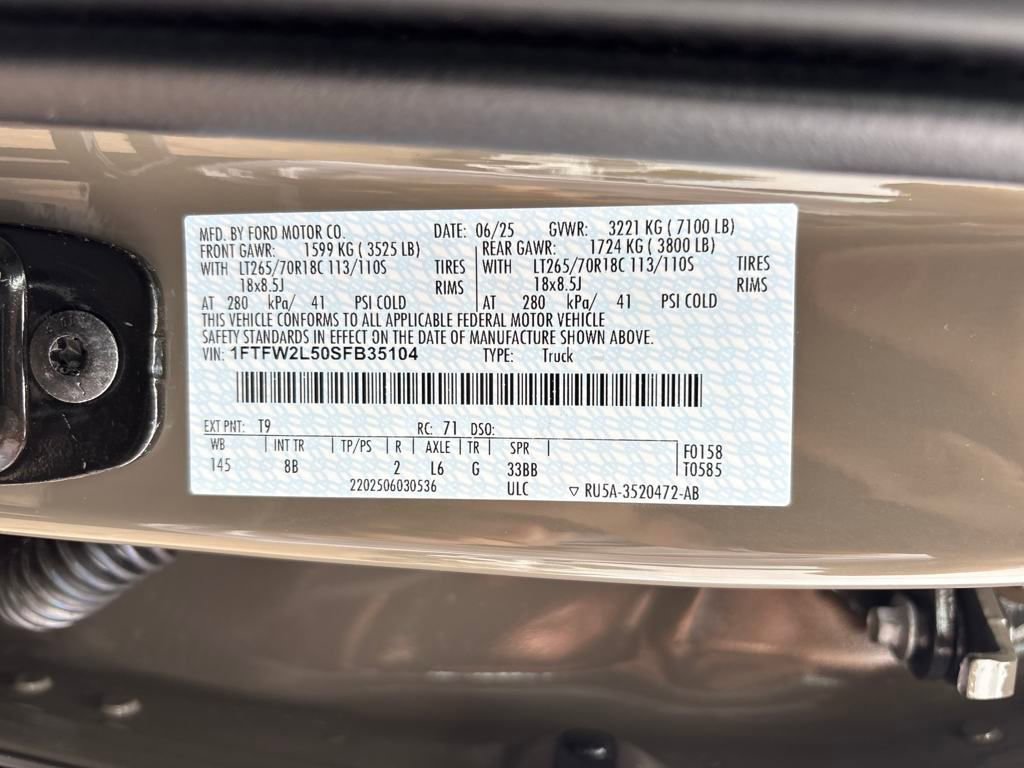 MFD. BY FORD MOTOR CO. DATE: 06/25 GVWR: 3221 KG ( 7100 LB)
FRONT GAWR: 1599 KG ( 3525 LB) REAR GAWR: 1724 KG ( 3800 LB)
WITH LT265/70R18C 113/110S TIRES WITH LT265/70R18C 113/110S TIRES
18x8.5J RIMS 18x8.5J RIMS
AT 280 kPa/ 41 PSI COLD AT 280 kPa/ 41 PSI COLD
THIS VEHICLE CONFORMS TO ALL APPLICABLE FEDERAL MOTOR VEHICLE
SAFETY STANDARDS IN EFFECT ON THE DATE OF MANUFACTURE SHOWN ABOVE.
VIN: 1FTFW2L50SFB35104 TYPE: Truck
EXT PNT: T9 RC: 71 DSO:
WB INT TR TP/PS R AXLE TR SPR F0158
145 8B 2 L6 G 33BB T0585
2202506030536 ULC ▽ RU5A-3520472-AB